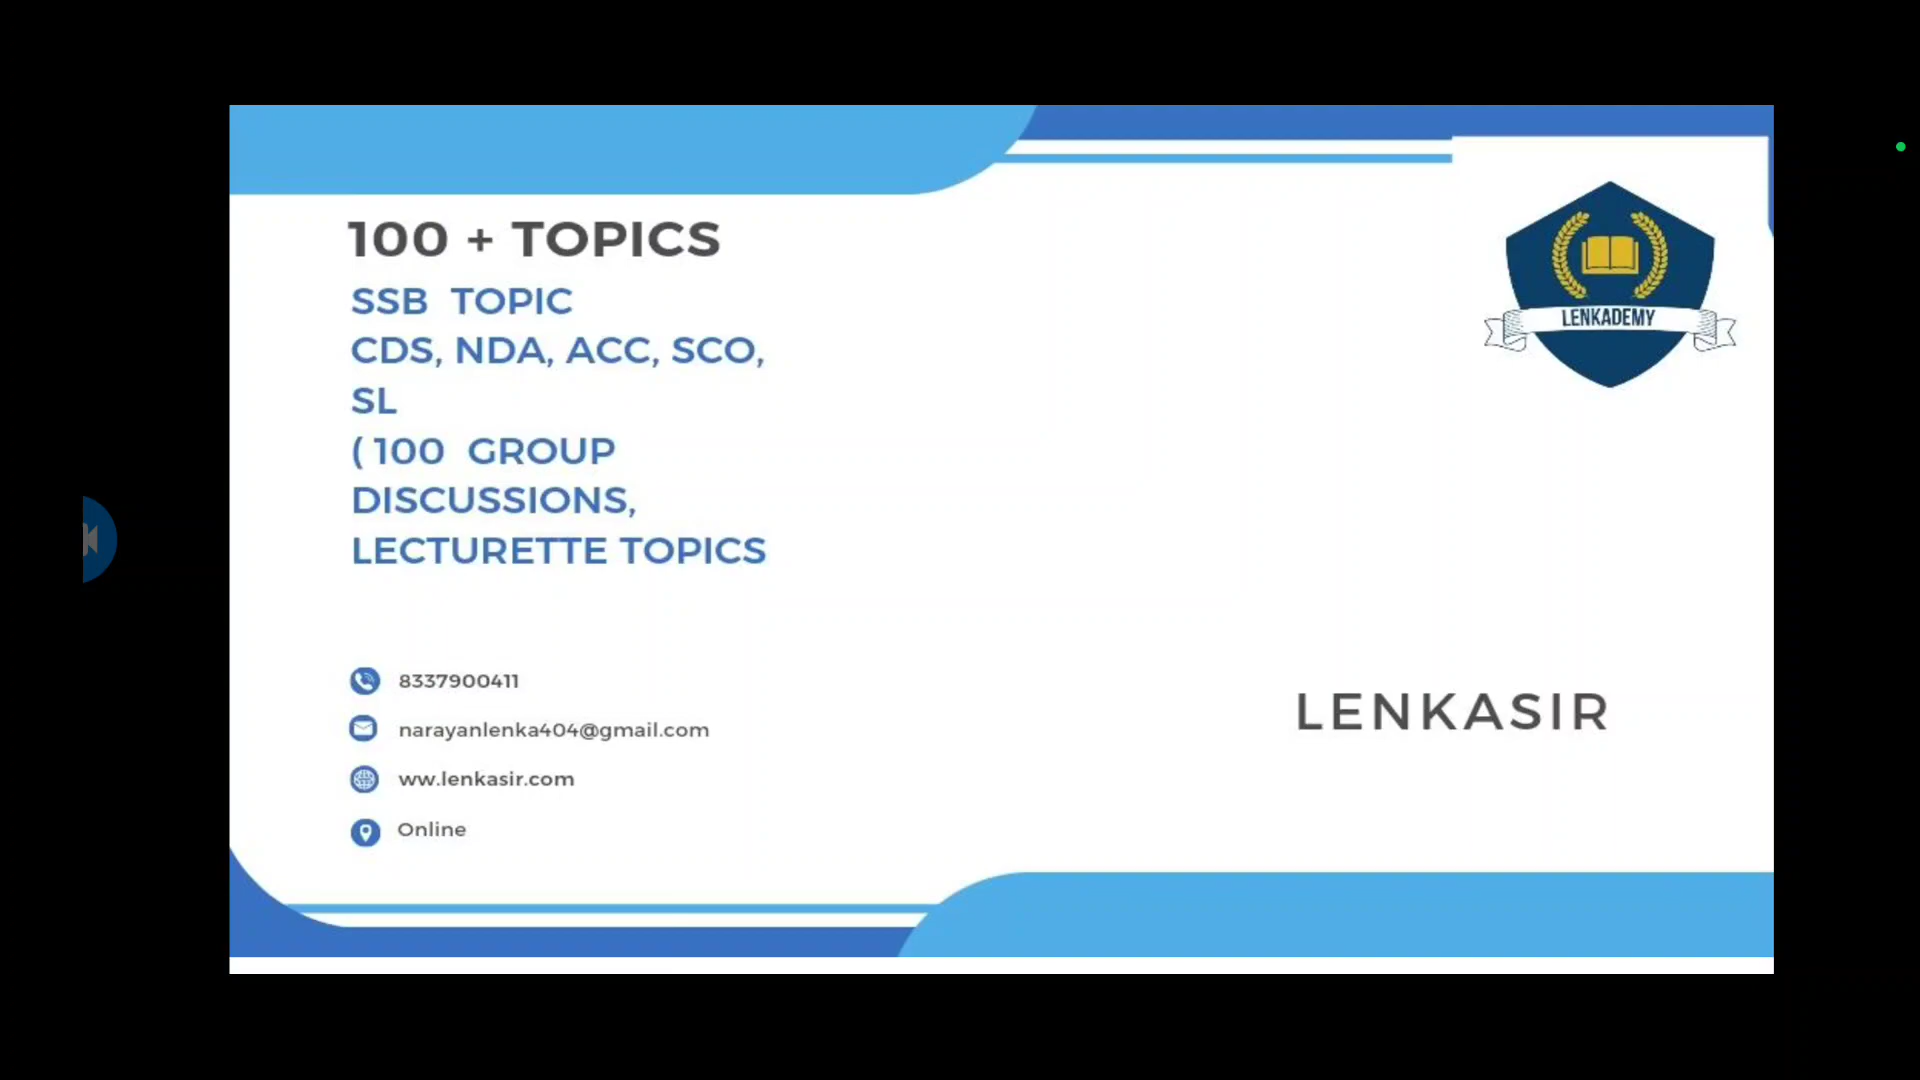 100 + TOPICS
SSB TOPIC
CDS, NDA, ACC, SCO,
SL
( 100 GROUP
DISCUSSIONS,
LECTURETTE TOPICS
LENKADEMY
8337900411
narayanlenka404@gmail.com
ww.lenkasir.com
Online
LENKASIR